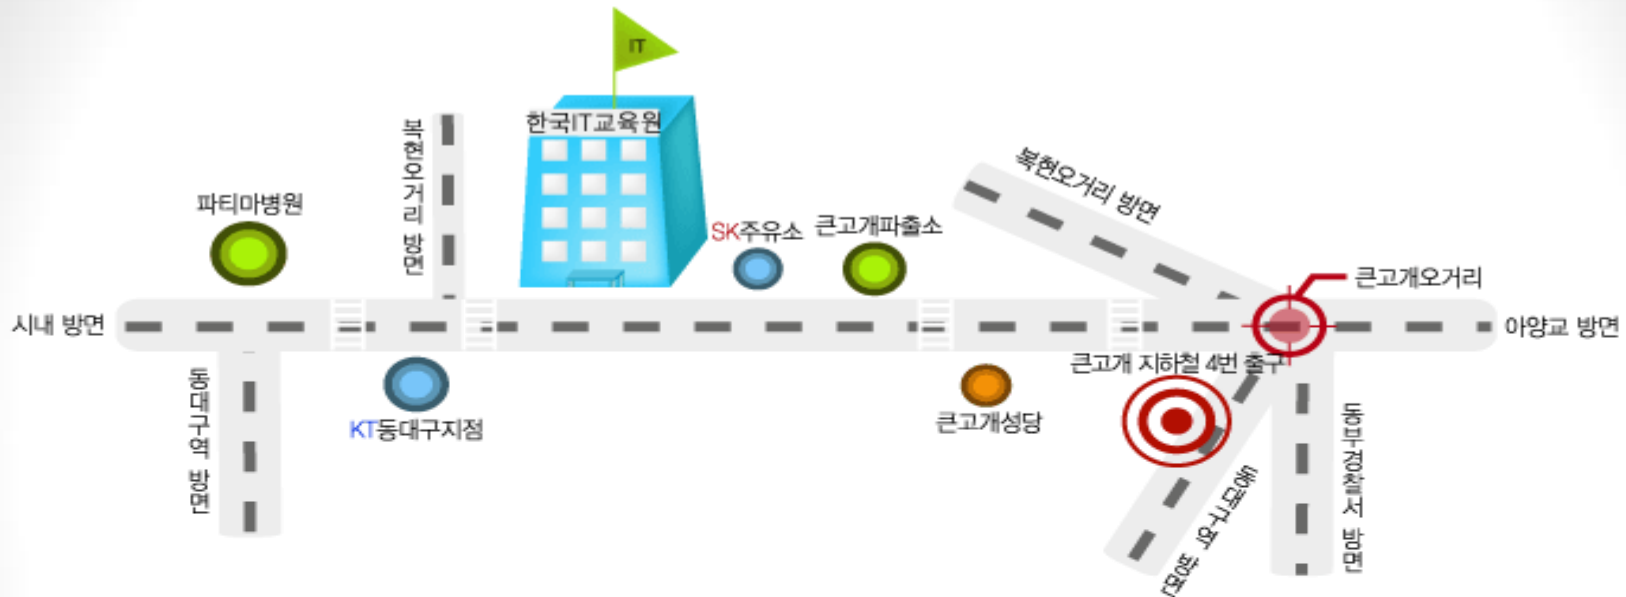 IT
한국IT교육원
복현오거리 방면
파티마병원
SK주유소
큰고개파출소
복현오거리 방면
큰고개오거리
시내 방면
아양교 방면
큰고개 지하철 4번 출구
동대구역 방면
KT동대구지점
큰고개성당
동대구역 방면
동부경찰서 방면